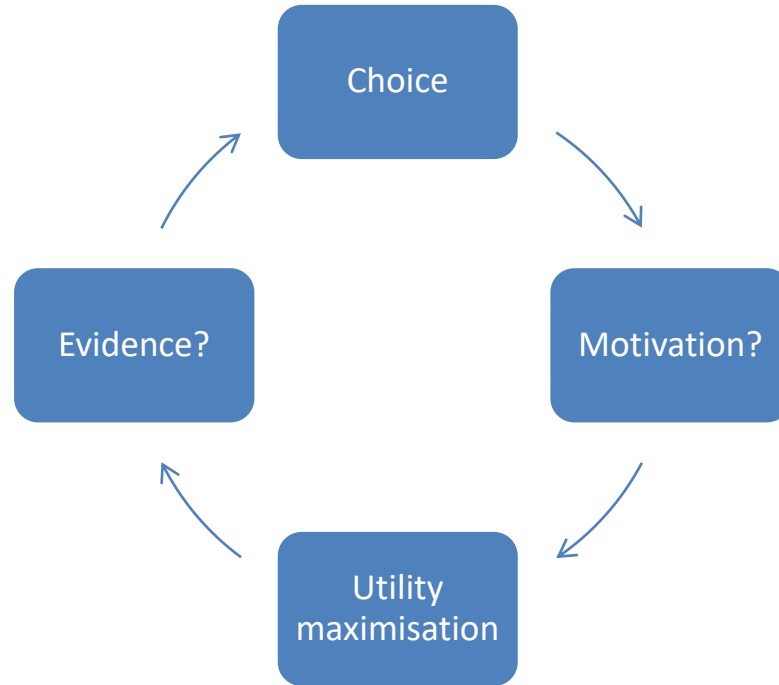 Choice
Evidence?
Motivation?
Utility
maximisation